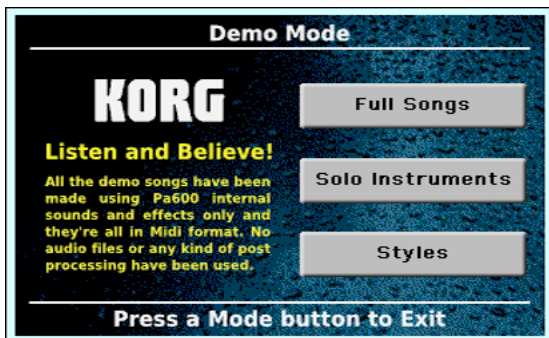 Demo Mode
KORG
Listen and Believe!
All the demo songs have been
made using Pa600 internal
sounds and effects only and
they're all in Midi format. No
audio files or any kind of post
processing have been used.
Full Songs
Solo Instruments
Styles
Press a Mode button to Exit